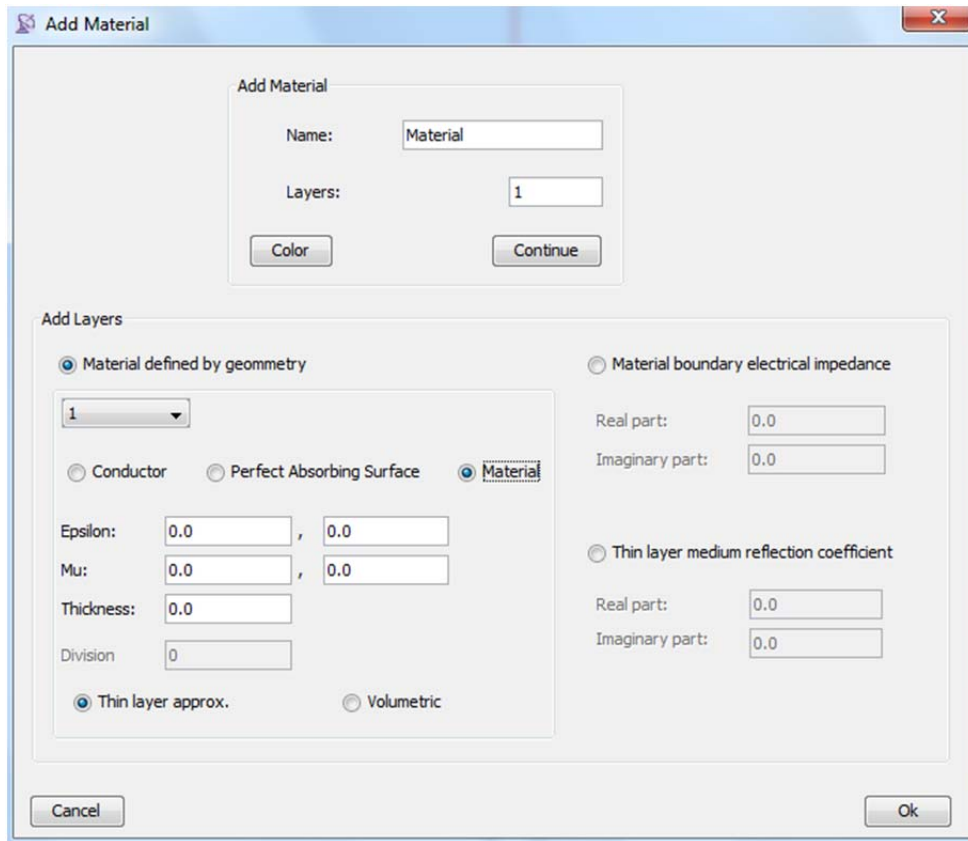 Add Material
Add Material
Name: Material
Layers: 1
Color Continue
Add Layers
Material defined by geommetry
1
Conductor Perfect Absorbing Surface Material
Epsilon: 0.0 , 0.0
Mu: 0.0 , 0.0
Thickness: 0.0
Division 0
Thin layer approx. Volumetric
Material boundary electrical impedance
Real part: 0.0
Imaginary part: 0.0
Thin layer medium reflection coefficient
Real part: 0.0
Imaginary part: 0.0
Cancel Ok